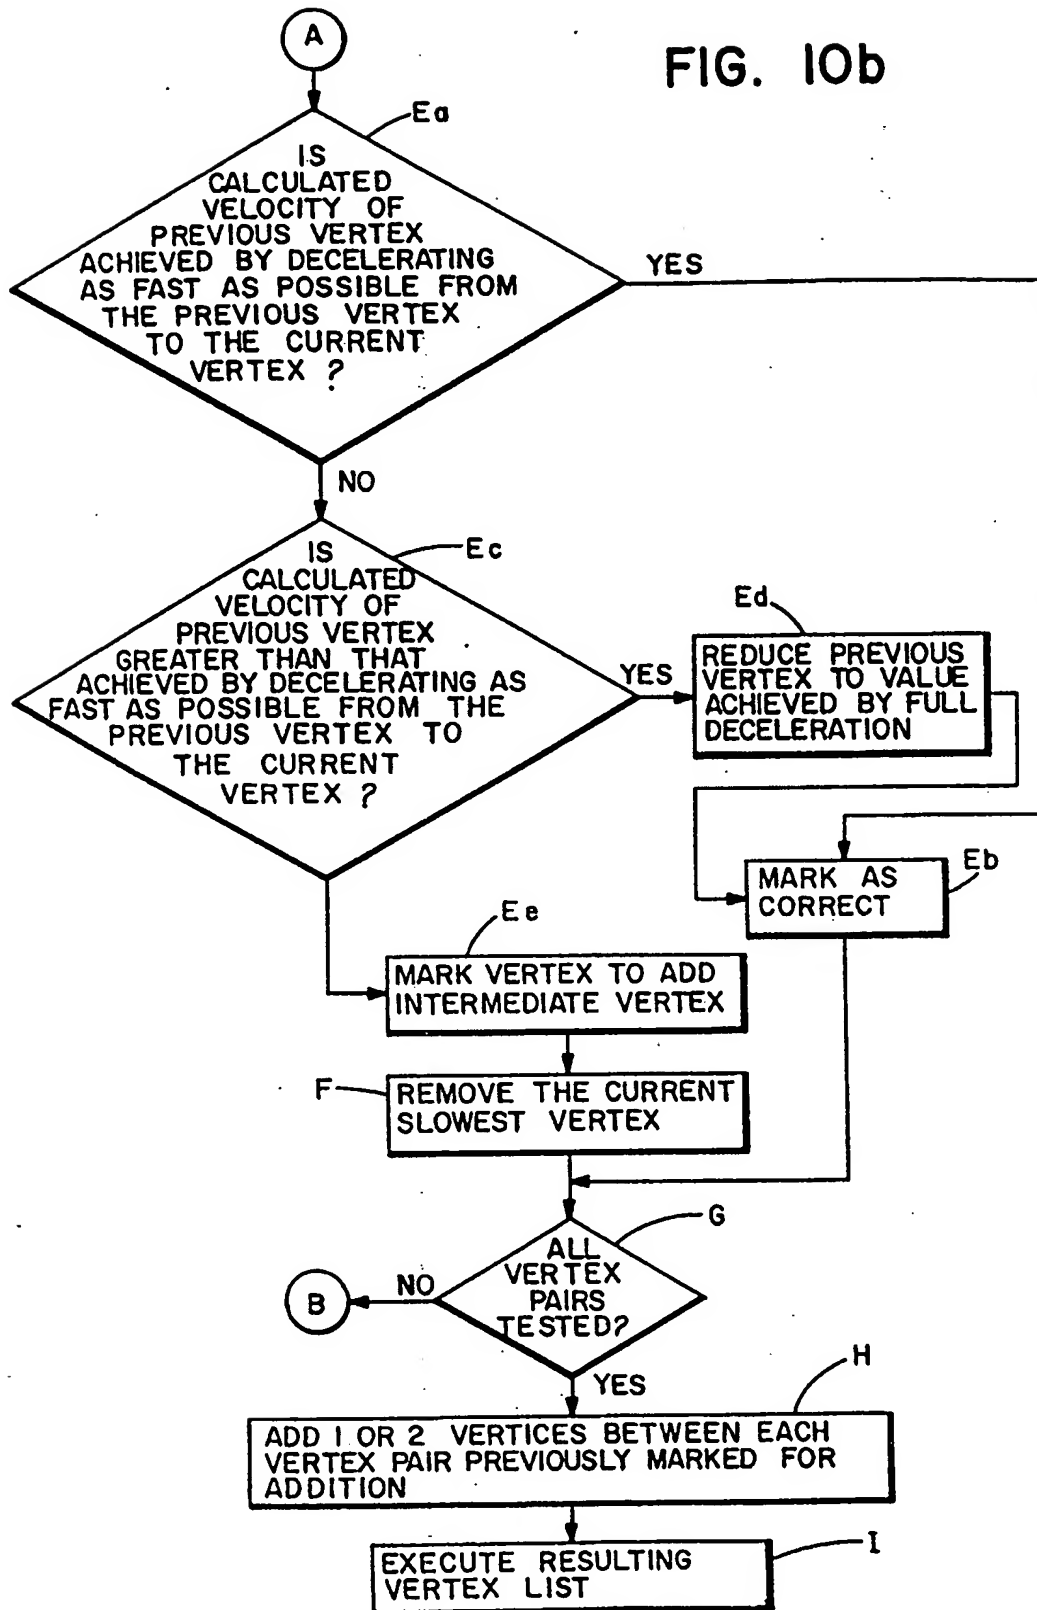 A
FIG. 10b
Ea
IS
CALCULATED
VELOCITY OF
PREVIOUS VERTEX
ACHIEVED BY DECELERATING
AS FAST AS POSSIBLE FROM
THE PREVIOUS VERTEX
TO THE CURRENT
VERTEX ?
YES
NO
Ec
IS
CALCULATED
VELOCITY OF
PREVIOUS VERTEX
GREATER THAN THAT
ACHIEVED BY DECELERATING AS
FAST AS POSSIBLE FROM THE
PREVIOUS VERTEX TO
THE CURRENT
VERTEX ?
YES
Ed
REDUCE PREVIOUS
VERTEX TO VALUE
ACHIEVED BY FULL
DECELERATION
Eb
MARK AS
CORRECT
Ee
MARK VERTEX TO ADD
INTERMEDIATE VERTEX
F
REMOVE THE CURRENT
SLOWEST VERTEX
G
ALL
VERTEX
PAIRS
TESTED?
NO
B
YES
H
ADD 1 OR 2 VERTICES BETWEEN EACH
VERTEX PAIR PREVIOUSLY MARKED FOR
ADDITION
I
EXECUTE RESULTING
VERTEX LIST